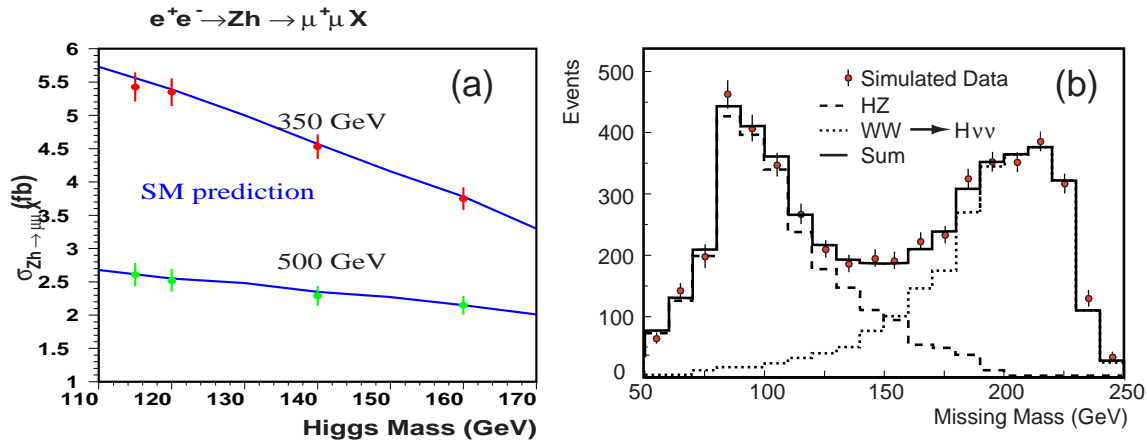 e⁺e⁻→Zh → μ⁺μ X
(a)
6
5.5
5
4.5
4
3.5
3
2.5
2
1.5
1
σZh → μμX (fb)
350 GeV
SM prediction
500 GeV
110 120 130 140 150 160 170
Higgs Mass (GeV)
(b)
Events
500
400
300
200
100
0
Simulated Data
HZ
WW → Hνν
Sum
50 100 150 200 250
Missing Mass (GeV)